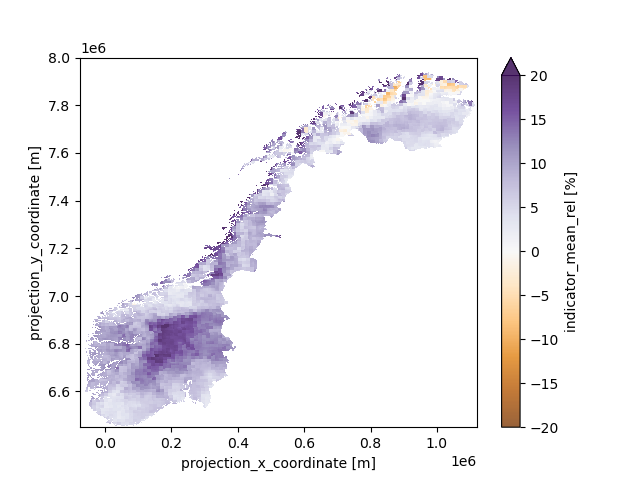 1e6
8.0
7.8
7.6
7.4
7.2
7.0
6.8
6.6
projection_y_coordinate [m]
0.0 0.2 0.4 0.6 0.8 1.0
1e6
projection_x_coordinate [m]
20
15
10
5
0
−5
−10
−15
−20
indicator_mean_rel [%]